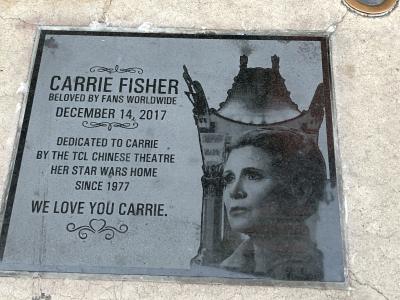 CARRIE FISHER
BELOVED BY FANS WORLDWIDE
DECEMBER 14, 2017
DEDICATED TO CARRIE
BY THE TCL CHINESE THEATRE
HER STAR WARS HOME
SINCE 1977
WE LOVE YOU CARRIE.